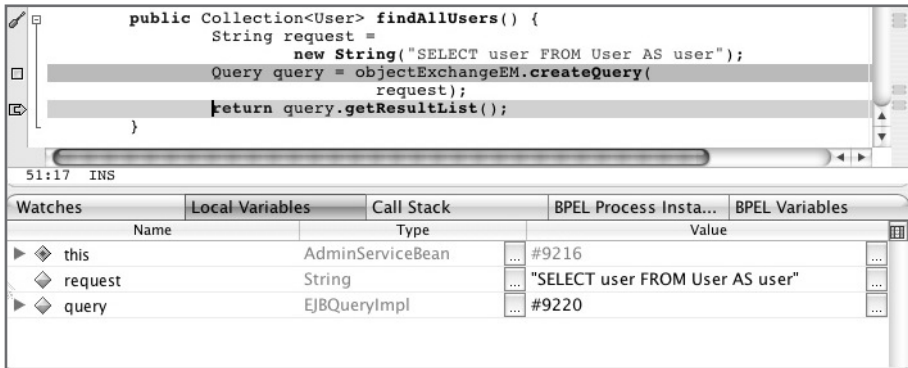 public Collection<User> findAllUsers() {
String request =
new String("SELECT user FROM User AS user");
Query query = objectExchangeEM.createQuery(
request);
return query.getResultList();
}
51:17 INS
Watches Local Variables Call Stack BPEL Process Insta... BPEL Variables
Name Type Value
this AdminServiceBean ... #9216 ...
request String ... "SELECT user FROM User AS user" ...
query EJBQueryImpl ... #9220 ...